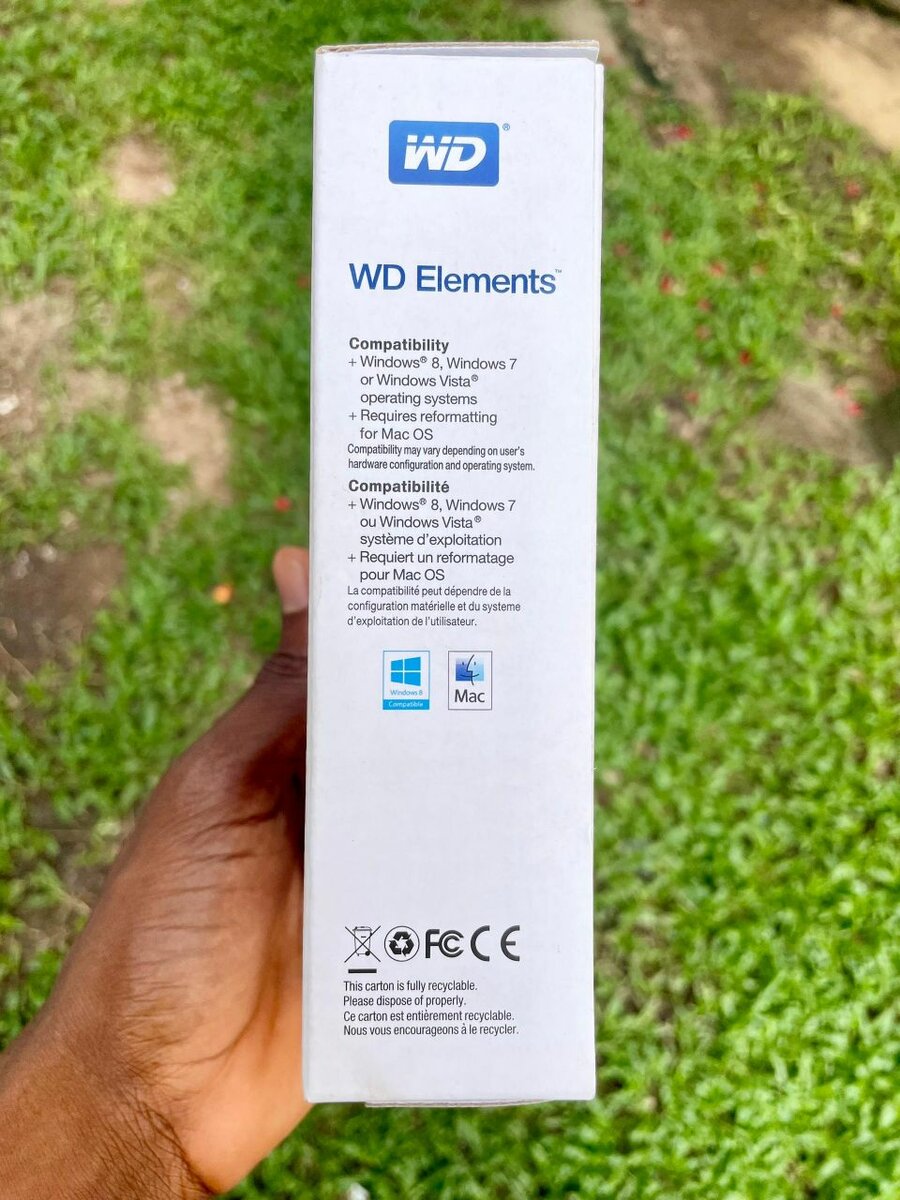 WD®
WD Elements™
Compatibility
+ Windows® 8, Windows 7
or Windows Vista®
operating systems
+ Requires reformatting
for Mac OS
Compatibility may vary depending on user's
hardware configuration and operating system.
Compatibilité
+ Windows® 8, Windows 7
ou Windows Vista®
système d'exploitation
+ Requiert un reformatage
pour Mac OS
La compatibilité peut dépendre de la
configuration matérielle et du systeme
d'exploitation de l'utilisateur.
Windows 8
Compatible
Mac
FC CE
This carton is fully recyclable.
Please dispose of properly.
Ce carton est entièrement recyclable.
Nous vous encourageons à le recycler.